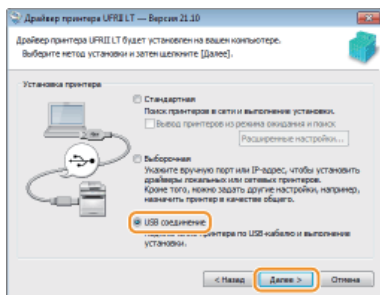 Драйвер принтера UFRII LT — Версия 21.10
Драйвер принтера UFRII LT будет установлен на вашем компьютере.
Выберите метод установки и затем щелкните [Далее].
Установка принтера
Стандартная
Поиск принтеров в сети и выполнение установки.
Вывод принтеров из режима ожидания и поиск
Расширенные настройки...
Выборочная
Укажите вручную порт или IP-адрес, чтобы установить
драйверы локальных или сетевых принтеров.
Кроме того, можно задать другие настройки, например,
назначить принтер в качестве общего.
USB соединение
принтера по USB-кабелю и выполнение
установки.
< Назад
Далее >
Отмена